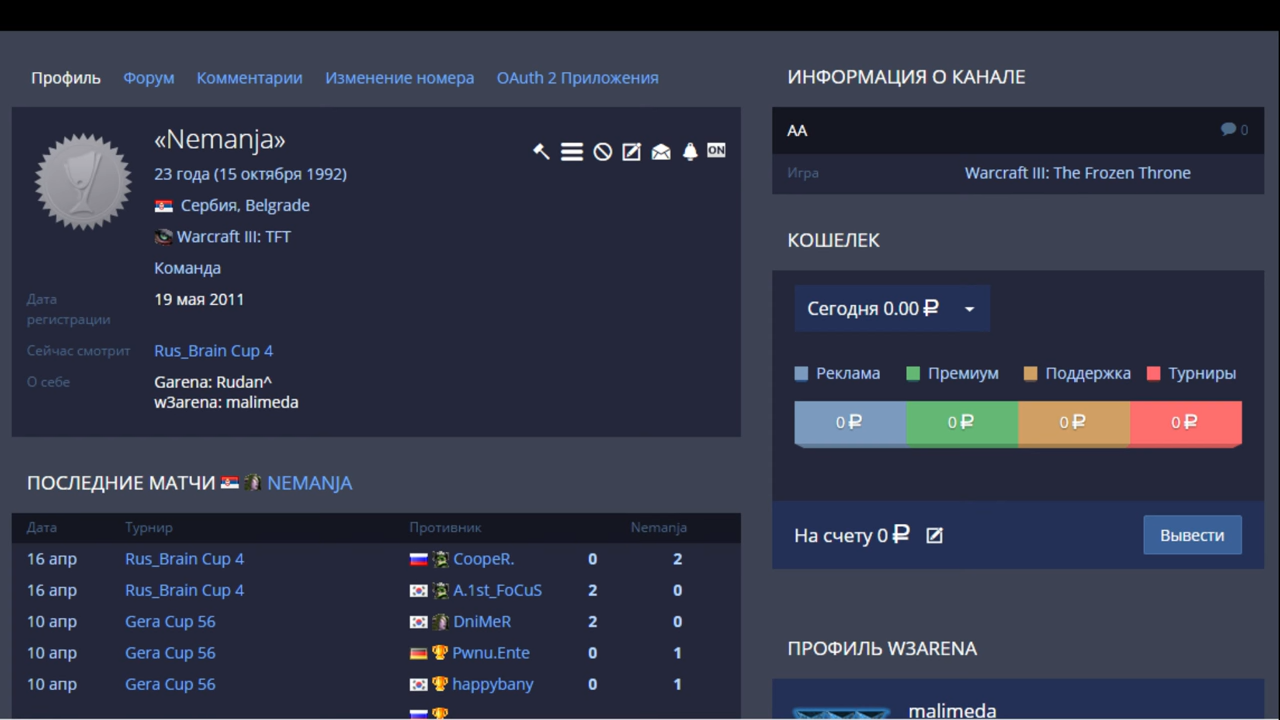 Профиль Форум Комментарии Изменение номера OAuth 2 Приложения
«Nemanja»
ON
23 года (15 октября 1992)
Сербия, Belgrade
Warcraft III: TFT
Команда
Дата регистрации 19 мая 2011
Сейчас смотрит Rus_Brain Cup 4
О себе Garena: Rudan^
w3arena: malimeda
ПОСЛЕДНИЕ МАТЧИ NEMANJA
Дата Турнир Противник Nemanja
16 апр Rus_Brain Cup 4 CoopeR. 0 2
16 апр Rus_Brain Cup 4 A.1st_FoCuS 2 0
10 апр Gera Cup 56 DniMeR 2 0
10 апр Gera Cup 56 Pwnu.Ente 0 1
10 апр Gera Cup 56 happybany 0 1
ИНФОРМАЦИЯ О КАНАЛЕ
AA 0
Игра Warcraft III: The Frozen Throne
КОШЕЛЕК
Сегодня 0.00 ₽
Реклама Премиум Поддержка Турниры
0 ₽ 0 ₽ 0 ₽ 0 ₽
На счету 0 ₽ Вывести
ПРОФИЛЬ W3ARENA
malimeda